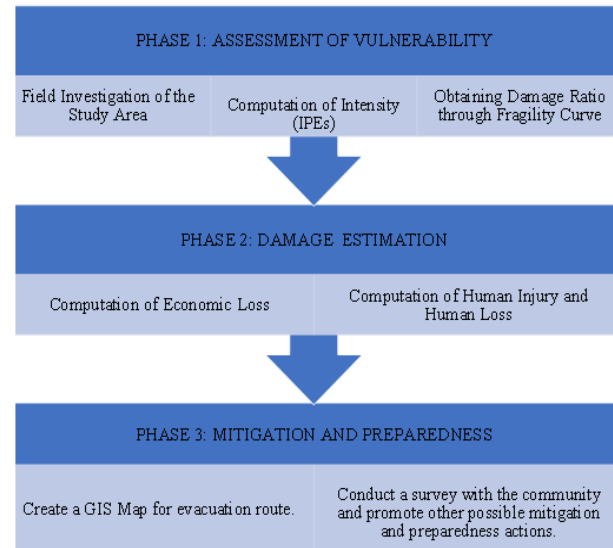 PHASE 1: ASSESSMENT OF VULNERABILITY
Field Investigation of the
Study Area
Computation of Intensity
(IPEs)
Obtaining Damage Ratio
through Fragility Curve
PHASE 2: DAMAGE ESTIMATION
Computation of Economic Loss
Computation of Human Injury and
Human Loss
PHASE 3: MITIGATION AND PREPAREDNESS
Create a GIS Map for evacuation route.
Conduct a survey with the community
and promote other possible mitigation
and preparedness actions.